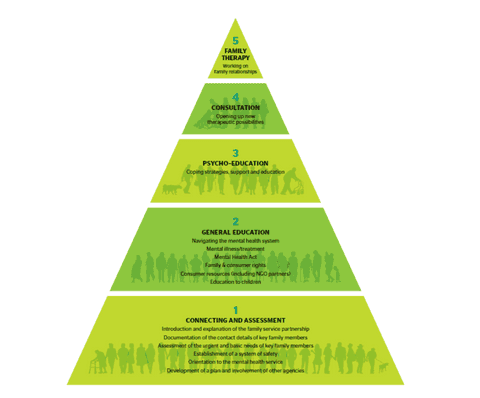 5
FAMILY
THERAPY
Working on
family relationships
4
CONSULTATION
Opening up new
therapeutic possibilities
3
PSYCHO-EDUCATION
Coping strategies, support and education
2
GENERAL EDUCATION
Navigating the mental health system
Mental illness/treatment
Mental Health Act
Family & consumer rights
Consumer resources (including NGO partners)
Education to children
1
CONNECTING AND ASSESSMENT
Introduction and explanation of the family service partnership
Documentation of the contact details of key family members
Assessment of the urgent and basic needs of key family members
Establishment of a system of safety
Orientation to the mental health service
Development of a plan and involvement of other agencies